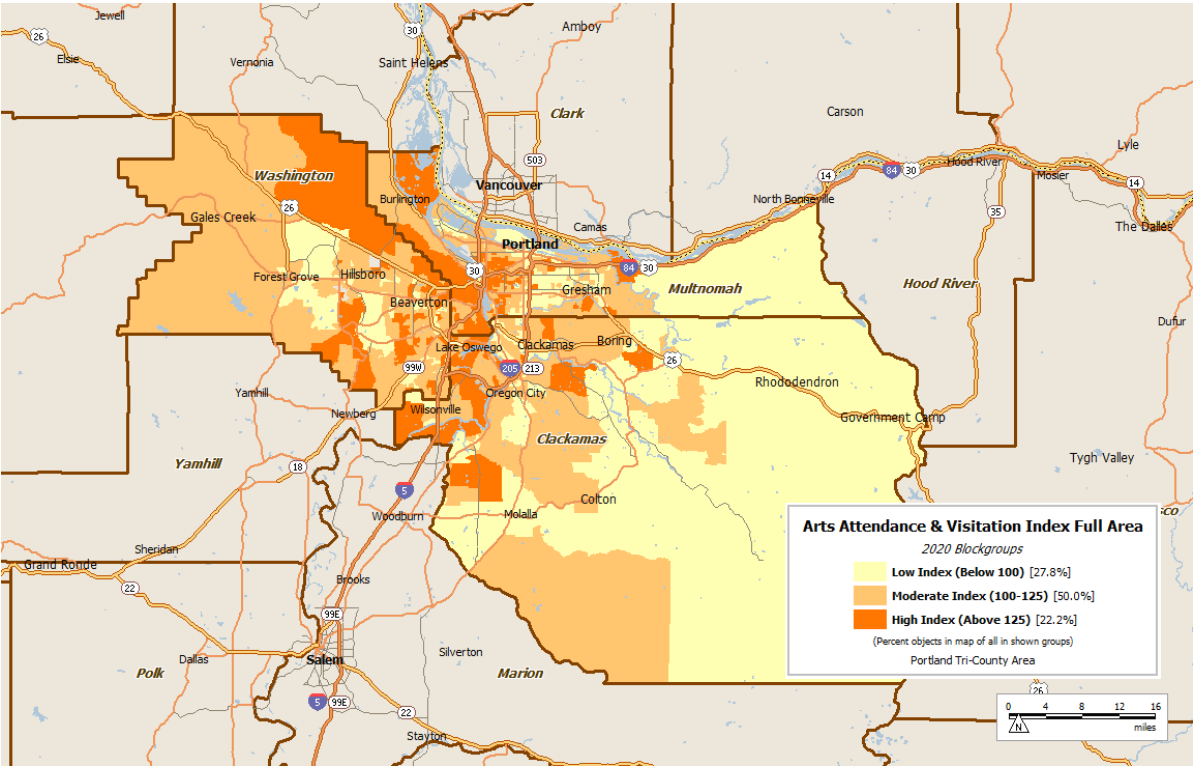 Jewell
26
Elsie
Vernonia
30
Saint Helens
Amboy
Clark
Carson
503
Vancouver
Washington
Burlington
Gales Creek
26
Portland
Camas
North Bonneville
14
84
30
Hood River
Mosier
Lyle
14
35
The Dalles
Forest Grove
Hillsboro
Beaverton
30
84
30
Gresham
Multnomah
Hood River
Dufur
Lake Oswego
Clackamas
Boring
26
99W
205
213
Oregon City
Rhododendron
Government Camp
Yamhill
Newberg
Wilsonville
Clackamas
Yamhill
18
5
Woodburn
Molalla
Colton
Tygh Valley
sco
Sheridan
Grand Ronde
22
Brooks
99E
Dallas
Salem
Silverton
Polk
Marion
5
99E
22
Stayton
26
Arts Attendance & Visitation Index Full Area
2020 Blockgroups
Low Index (Below 100) [27.8%]
Moderate Index (100-125) [50.0%]
High Index (Above 125) [22.2%]
(Percent objects in map of all in shown groups)
Portland Tri-County Area
0 4 8 12 16
N
miles